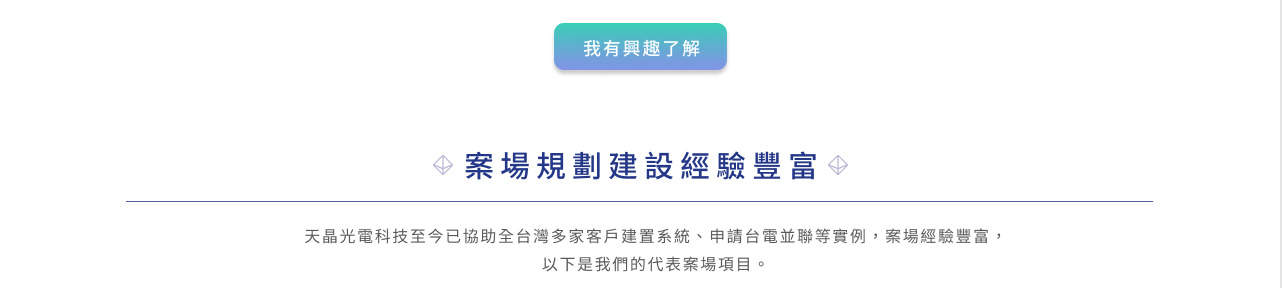 我有興趣了解
案場規劃建設經驗豐富
天晶光電科技至今已協助全台灣多家客戶建置系統、申請台電並聯等實例，案場經驗豐富，
以下是我們的代表案場項目。